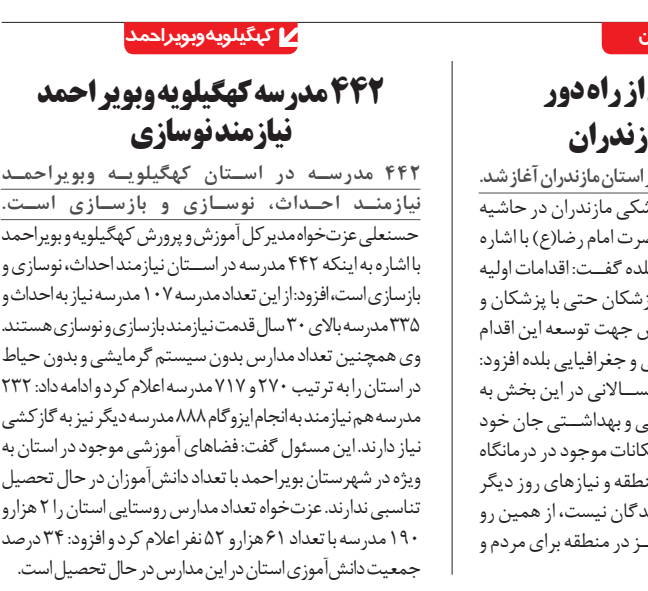 کهگیلویه‌وبویراحمد
۴۴۲ مدرسه کهگیلویه وبویر احمد
نیازمند نوسازی
۴۴۲ مدرسه در استان کهگیلویه وبویراحمد
نیازمند احداث، نوسازی و بازسازی است.
حسنعلی عزت‌خواه مدیر کل آموزش و پرورش کهگیلویه و بویراحمد
با اشاره به اینکه ۴۴۲ مدرسه در استان نیازمند احداث، نوسازی و
بازسازی است، افزود: از این تعداد مدرسه ۱۰۷ مدرسه نیاز به احداث و
۳۳۵ مدرسه بالای ۳۰ سال قدمت نیازمند بازسازی و نوسازی هستند.
وی همچنین تعداد مدارس بدون سیستم گرمایشی و بدون حیاط
در استان را به ترتیب ۲۷۰ و ۷۱۷ مدرسه اعلام کرد و ادامه داد: ۲۳۲
مدرسه هم نیازمند به انجام ایزوگام ۸۸۸ مدرسه دیگر نیز به گاز کشی
نیاز دارند. این مسئول گفت: فضاهای آموزشی موجود در استان به
ویژه در شهرستان بویراحمد با تعداد دانش‌آموزان در حال تحصیل
تناسبی ندارند. عزت‌خواه تعداد مدارس روستایی استان را ۲ هزار و
۱۹۰ مدرسه با تعداد ۶۱ هزار و ۵۲ نفر اعلام کرد و افزود: ۳۴ درصد
جمعیت دانش‌آموزی استان در این مدارس در حال تحصیل است.
از راه دور
استان مازندران آغاز شد.
شکی مازندران در حاشیه
ضرت امام رضا(ع) با اشاره
بلده گفت: اقدامات اولیه
زشکان حتی با پزشکان و
جهت توسعه این اقدام
و جغرافیایی بلده افزود:
سالانی در این بخش به
و بهداشتی جان خود
کانات موجود در درمانگاه
نطقه و نیازهای روز دیگر
ندگان نیست، از همین رو
در منطقه برای مردم و